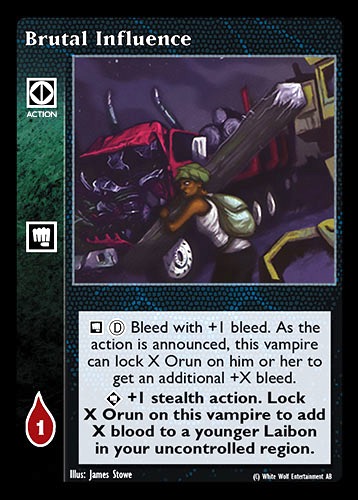 Brutal Influence
ACTION
D Bleed with +1 bleed. As the
action is announced, this vampire
can lock X Orun on him or her to
get an additional +X bleed.
+1 stealth action. Lock
X Orun on this vampire to add
X blood to a younger Laibon
in your uncontrolled region.
1
Illus: James Stowe
(C) White Wolf Entertainment AB